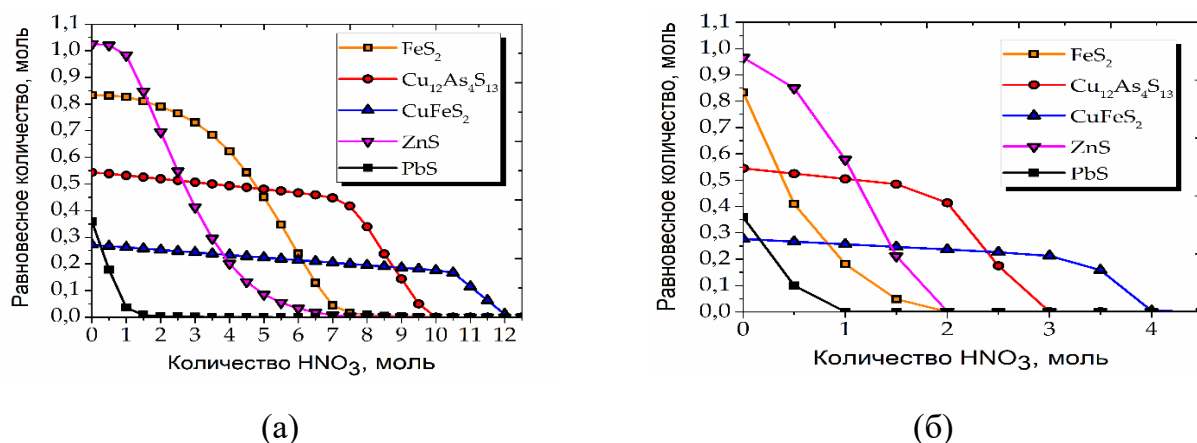 1,1
1,0
0,9
0,8
0,7
0,6
0,5
0,4
0,3
0,2
0,1
0,0
Равновесное количество, моль
FeS₂
Cu₁₂As₄S₁₃
CuFeS₂
ZnS
PbS
0 1 2 3 4 5 6 7 8 9 10 11 12
Количество HNO₃, моль
(а)
1,1
1,0
0,9
0,8
0,7
0,6
0,5
0,4
0,3
0,2
0,1
0,0
Равновесное количество, моль
FeS₂
Cu₁₂As₄S₁₃
CuFeS₂
ZnS
PbS
0 1 2 3 4
Количество HNO₃, моль
(б)